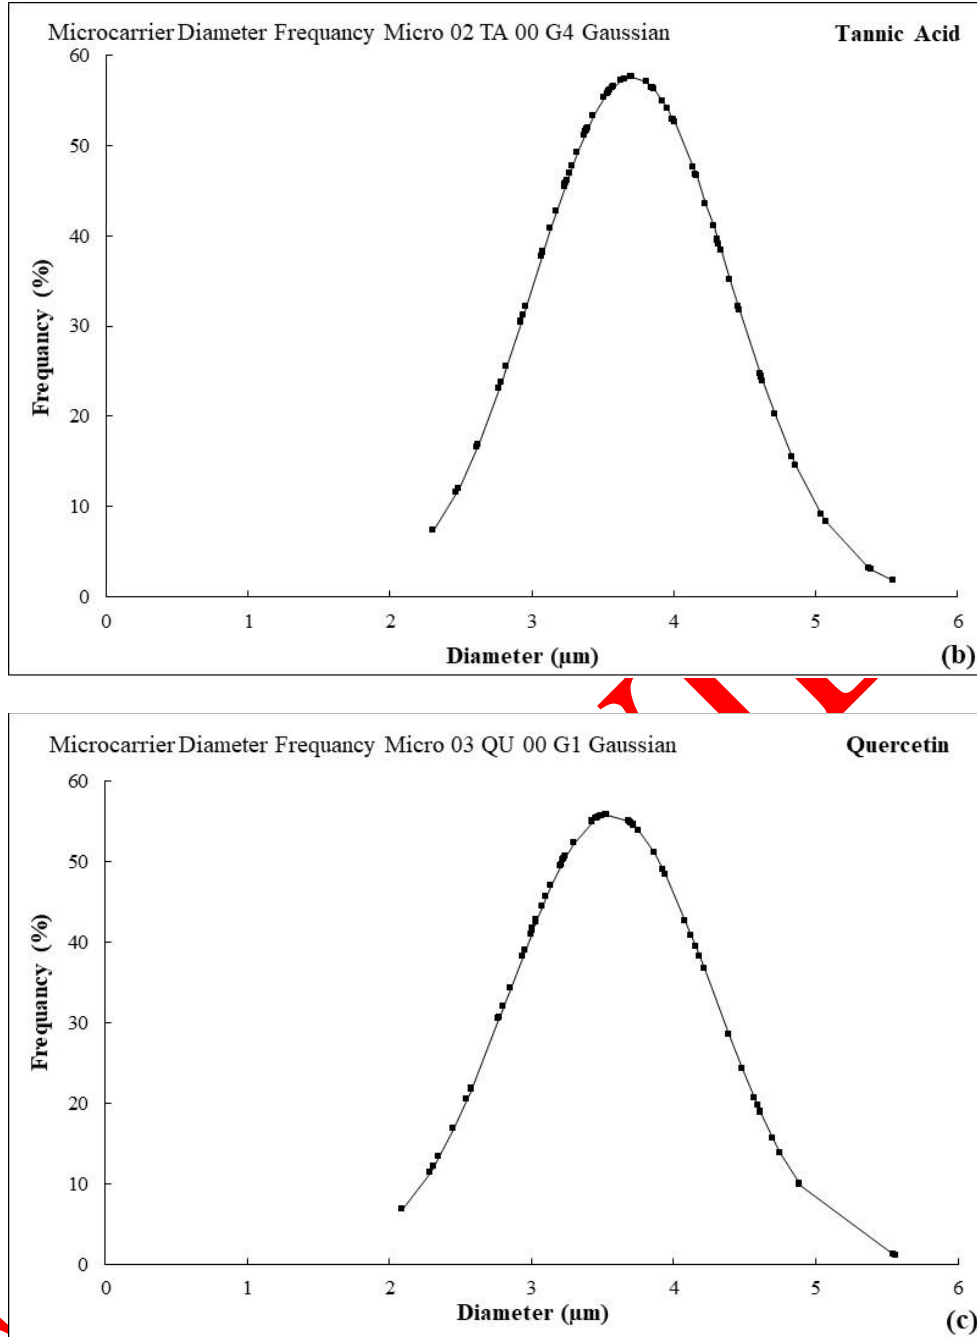 Microcarrier Diameter Frequancy Micro 02 TA 00 G4 Gaussian Tannic Acid
60
50
40
30
20
10
0
Frequancy (%)
0 1 2 3 4 5 6
Diameter (µm)
(b)
Microcarrier Diameter Frequancy Micro 03 QU 00 G1 Gaussian Quercetin
60
50
40
30
20
10
0
Frequancy (%)
0 1 2 3 4 5 6
Diameter (µm)
(c)